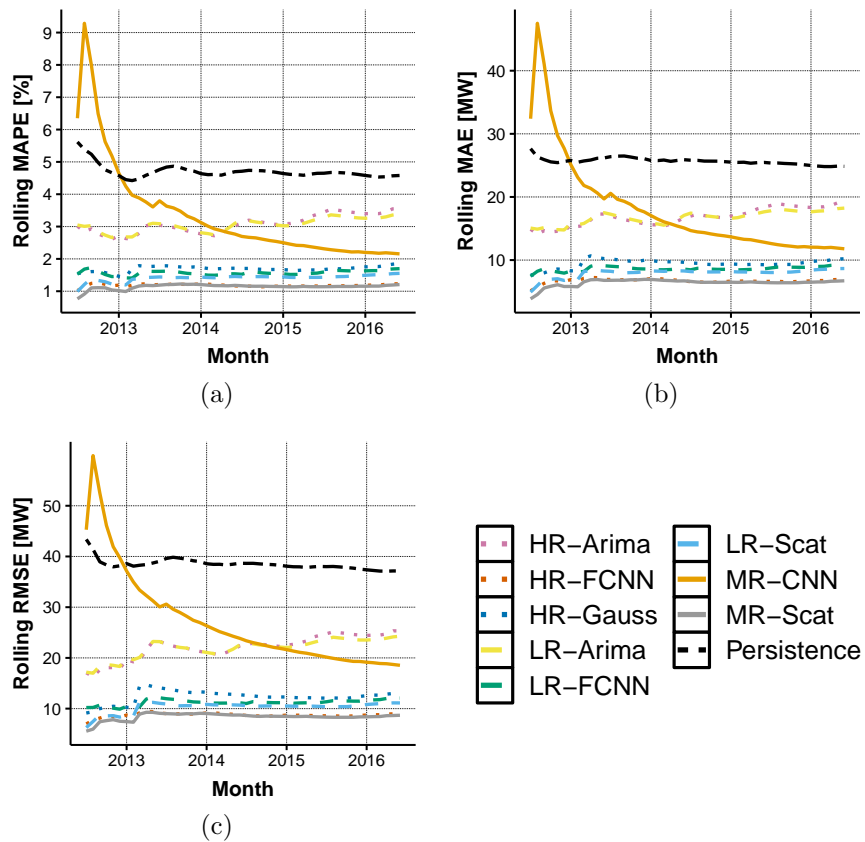 9
8
7
6
5
4
3
2
1
Rolling MAPE [%]
2013 2014 2015 2016
Month
(a)
40
30
20
10
Rolling MAE [MW]
2013 2014 2015 2016
Month
(b)
50
40
30
20
10
Rolling RMSE [MW]
2013 2014 2015 2016
Month
(c)
HR−Arima
HR−FCNN
HR−Gauss
LR−Arima
LR−FCNN
LR−Scat
MR−CNN
MR−Scat
Persistence